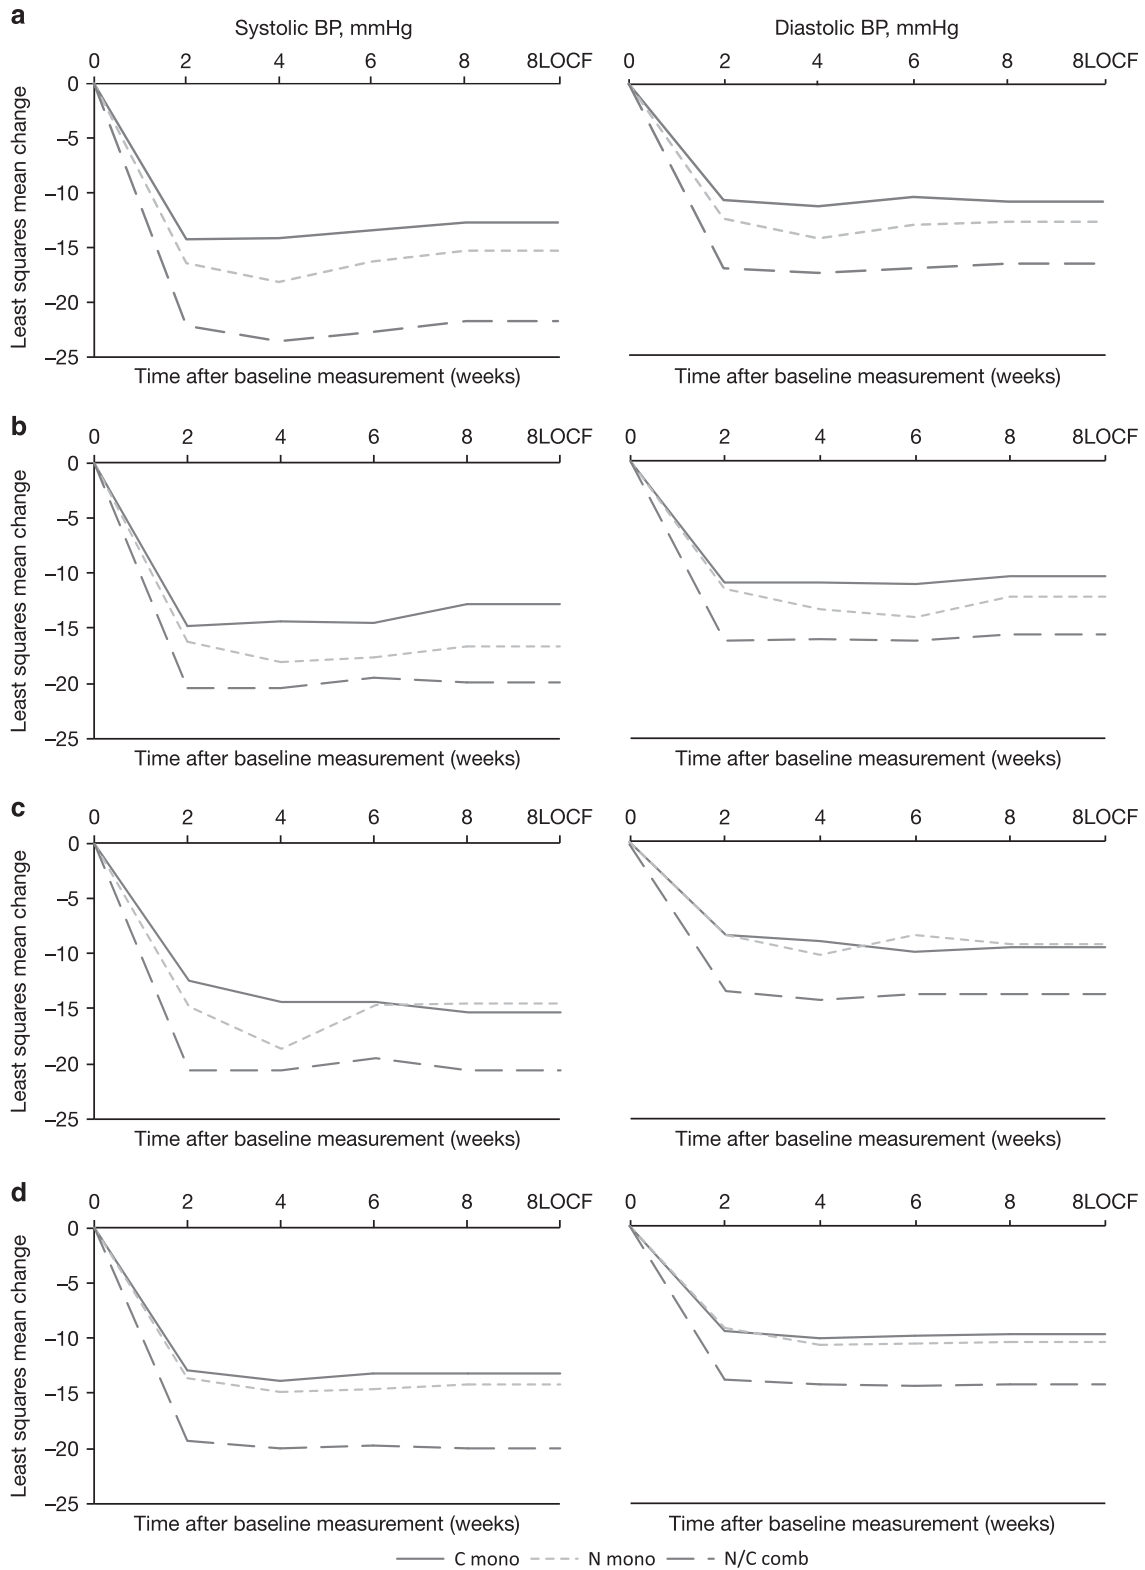 a
Systolic BP, mmHg
Diastolic BP, mmHg
0 2 4 6 8 8LOCF
0 2 4 6 8 8LOCF
Least squares mean change
0
–5
–10
–15
–20
–25
Time after baseline measurement (weeks)
Time after baseline measurement (weeks)
b
0 2 4 6 8 8LOCF
0 2 4 6 8 8LOCF
Least squares mean change
0
–5
–10
–15
–20
–25
Time after baseline measurement (weeks)
Time after baseline measurement (weeks)
c
0 2 4 6 8 8LOCF
0 2 4 6 8 8LOCF
Least squares mean change
0
–5
–10
–15
–20
–25
Time after baseline measurement (weeks)
Time after baseline measurement (weeks)
d
0 2 4 6 8 8LOCF
0 2 4 6 8 8LOCF
Least squares mean change
0
–5
–10
–15
–20
–25
Time after baseline measurement (weeks)
Time after baseline measurement (weeks)
C mono N mono N/C comb